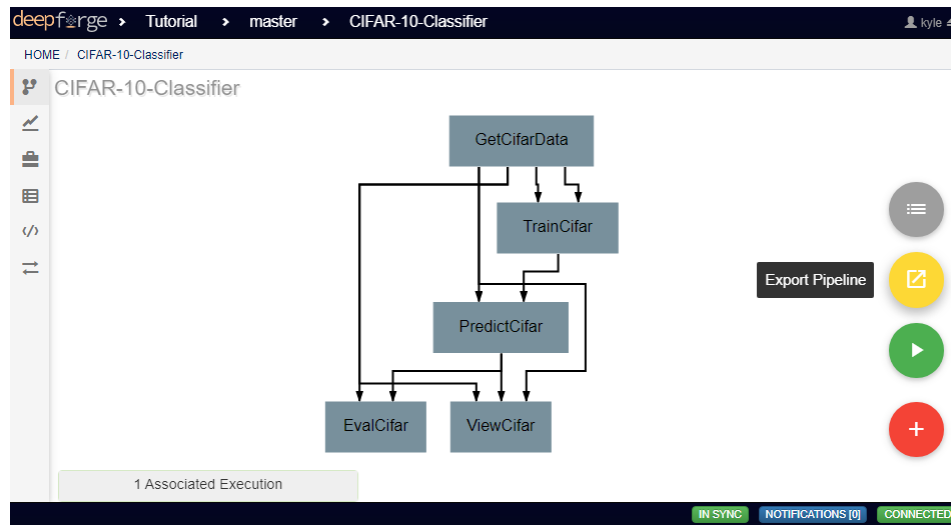 deepforge > Tutorial > master > CIFAR-10-Classifier kyle
HOME / CIFAR-10-Classifier
CIFAR-10-Classifier
GetCifarData
TrainCifar
Export Pipeline
PredictCifar
EvalCifar ViewCifar
1 Associated Execution
IN SYNC NOTIFICATIONS [0] CONNECTED